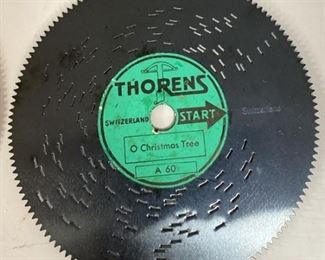 THORENS
SWITZERLAND START
Switzerland
O Christmas Tree
A 60